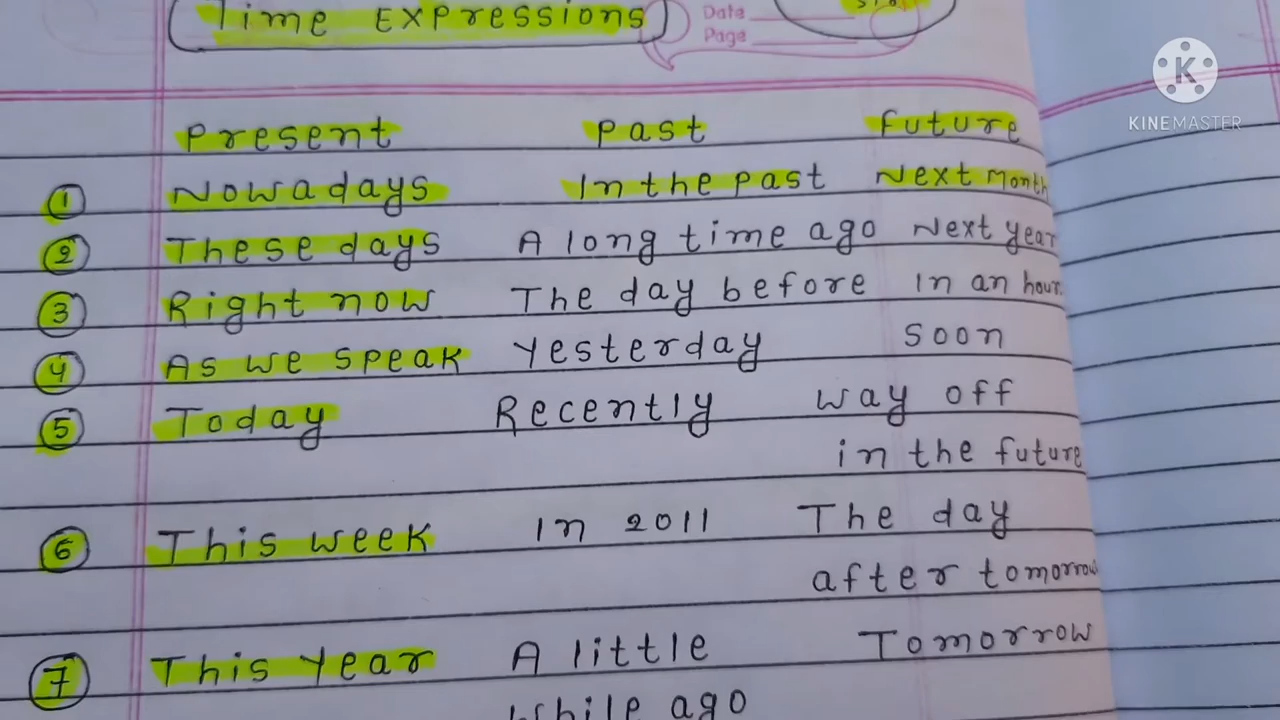 Time Expressions
Date
Page
Present Past Future
1 Nowadays In the past Next Month
2 These days A long time ago Next year
3 Right now The day before In an hour
4 As we speak Yesterday Soon
5 Today Recently way off
in the future
6 This week In 2011 The day
after tomorrow
7 This year A little Tomorrow
while ago
K
KINEMASTER